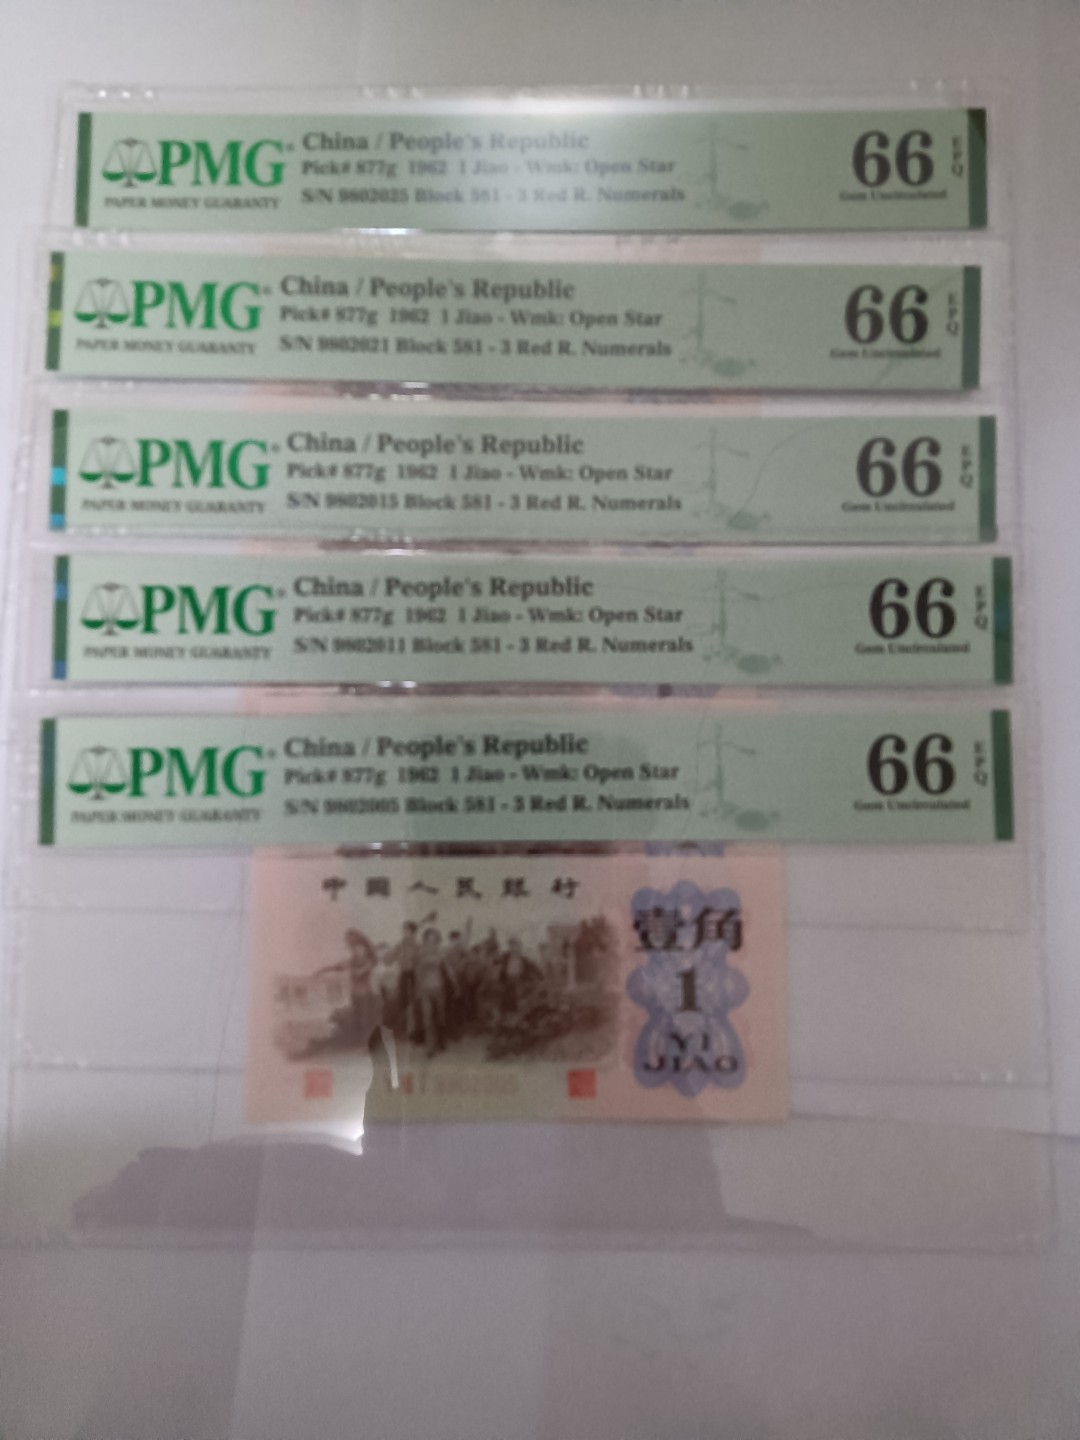 PMG
PAPER MONEY GUARANTY
China / People's Republic
Pick# 877g 1962 1 Jiao - Wmk: Open Star
S/N 9802025 Block 581 - 3 Red R. Numerals
66 EPQ
Gem Uncirculated
PMG
PAPER MONEY GUARANTY
China / People's Republic
Pick# 877g 1962 1 Jiao - Wmk: Open Star
S/N 9802021 Block 581 - 3 Red R. Numerals
66 EPQ
Gem Uncirculated
PMG
PAPER MONEY GUARANTY
China / People's Republic
Pick# 877g 1962 1 Jiao - Wmk: Open Star
S/N 9802015 Block 581 - 3 Red R. Numerals
66 EPQ
Gem Uncirculated
PMG
PAPER MONEY GUARANTY
China / People's Republic
Pick# 877g 1962 1 Jiao - Wmk: Open Star
S/N 9802011 Block 581 - 3 Red R. Numerals
66 EPQ
Gem Uncirculated
PMG
PAPER MONEY GUARANTY
China / People's Republic
Pick# 877g 1962 1 Jiao - Wmk: Open Star
S/N 9802005 Block 581 - 3 Red R. Numerals
66 EPQ
Gem Uncirculated
中國人民銀行
壹角
1
YI
JIAO